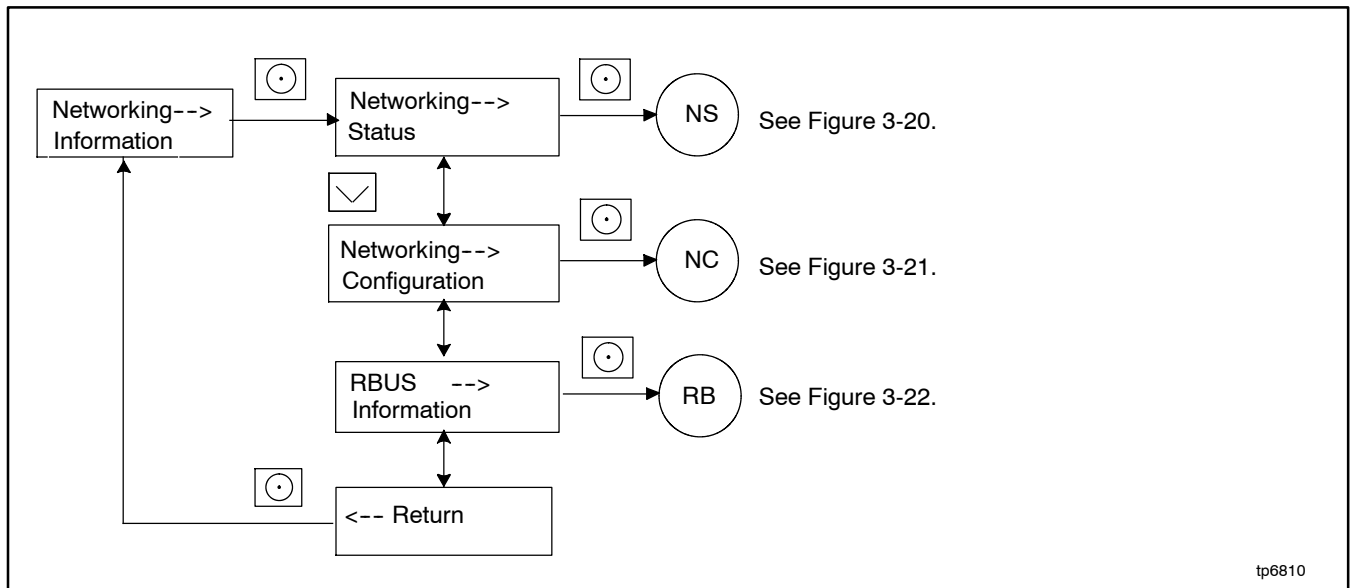 Networking-->
Information
Networking-->
Status
NS
See Figure 3-20.
Networking-->
Configuration
NC
See Figure 3-21.
RBUS -->
Information
RB
See Figure 3-22.
<-- Return
tp6810